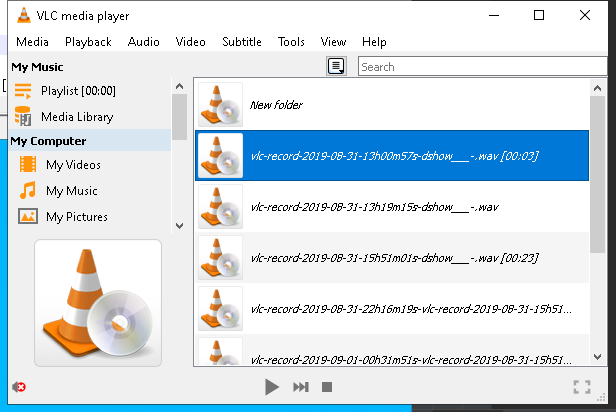 VLC media player
Media Playback Audio Video Subtitle Tools View Help
My Music
Search
Playlist [00:00]
Media Library
My Computer
My Videos
My Music
My Pictures
New folder
vlc-record-2019-08-31-13h00m57s-dshow___-.wav [00:03]
vlc-record-2019-08-31-13h19m15s-dshow___-.wav
vlc-record-2019-08-31-15h51m01s-dshow___-.wav [00:23]
vlc-record-2019-08-31-22h16m19s-vlc-record-2019-08-31-15h51...
vlc-record-2019-09-01-00h31m51s-vlc-record-2019-08-31-15h51...